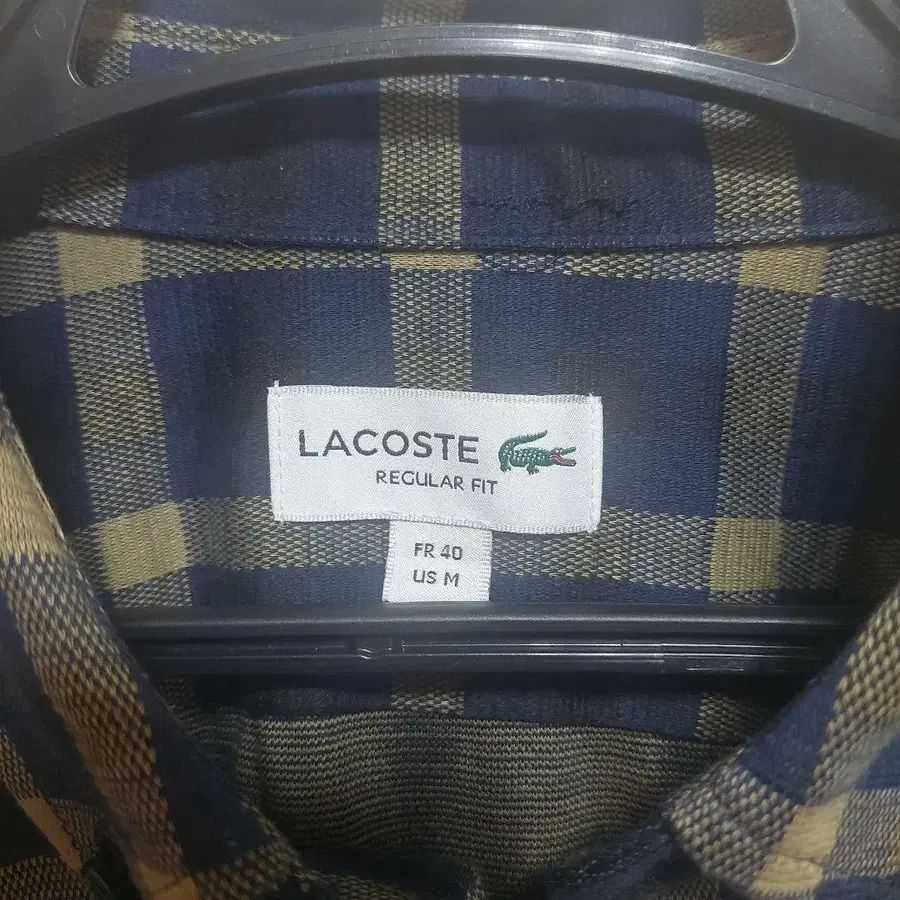 LACOSTE
REGULAR FIT
FR 40
US M